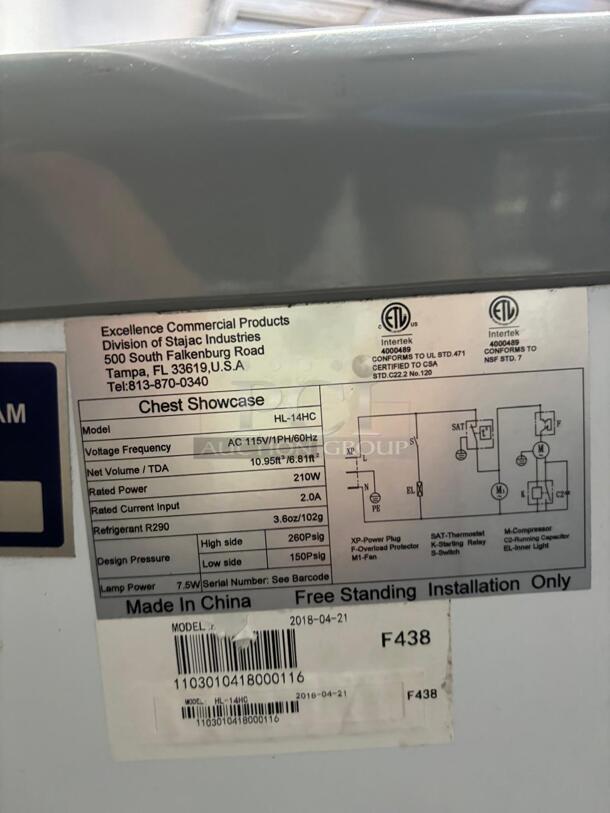 AM
Excellence Commercial Products
Division of Stajac Industries
500 South Falkenburg Road
Tampa, FL 33619,U.S.A
Tel:813-870-0340
C ETL US
Intertek
4000489
CONFORMS TO UL STD.471
CERTIFIED TO CSA
STD.C22.2 No.120
ETL
Intertek
4000489
CONFORMS TO
NSF STD. 7
Chest Showcase
Model HL-14HC
Voltage Frequency AC 115V/1PH/60Hz
Net Volume / TDA 10.95ft³/6.81ft²
Rated Power 210W
Rated Current Input 2.0A
Refrigerant R290 3.6oz/102g
Design Pressure High side 260Psig
Low side 150Psig
Lamp Power 7.5W Serial Number: See Barcode
XP L N PE S EL SAT t° M1 F M K C2
XP-Power Plug
F-Overload Protector
M1-Fan
SAT-Thermostat
K-Starting Relay
S-Switch
M-Compressor
C2-Running Capacitor
EL-Inner Light
Made In China Free Standing Installation Only
AUCTION GROUP
MODEL: 2018-04-21
F438
1103010418000116
MODEL: HL-14HC 2018-04-21 F438
1103010418000116